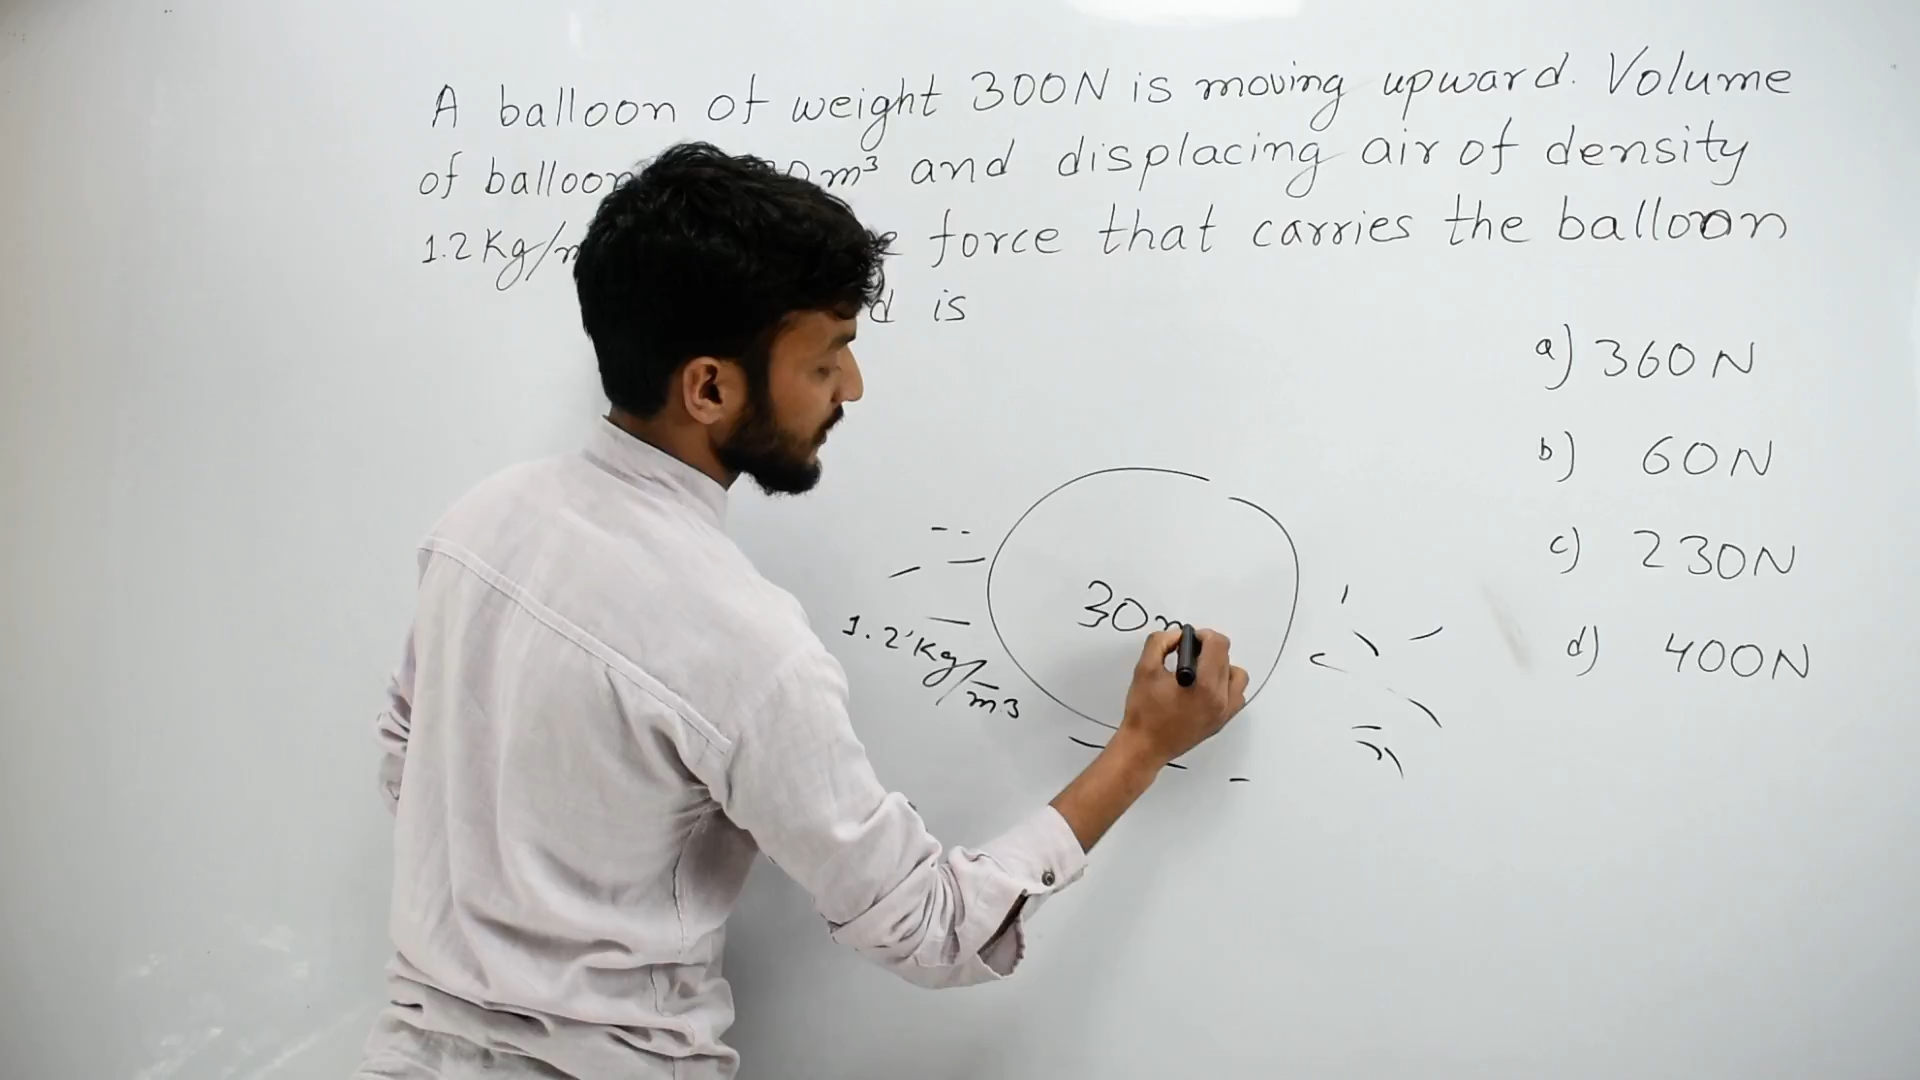 A balloon of weight 300N is moving upward. Volume
of balloon m³ and displacing air of density
1.2 Kg/m force that carries the balloon
is
a) 360N
b) 60N
c) 230N
d) 400N
30m
1.2 Kg/m3